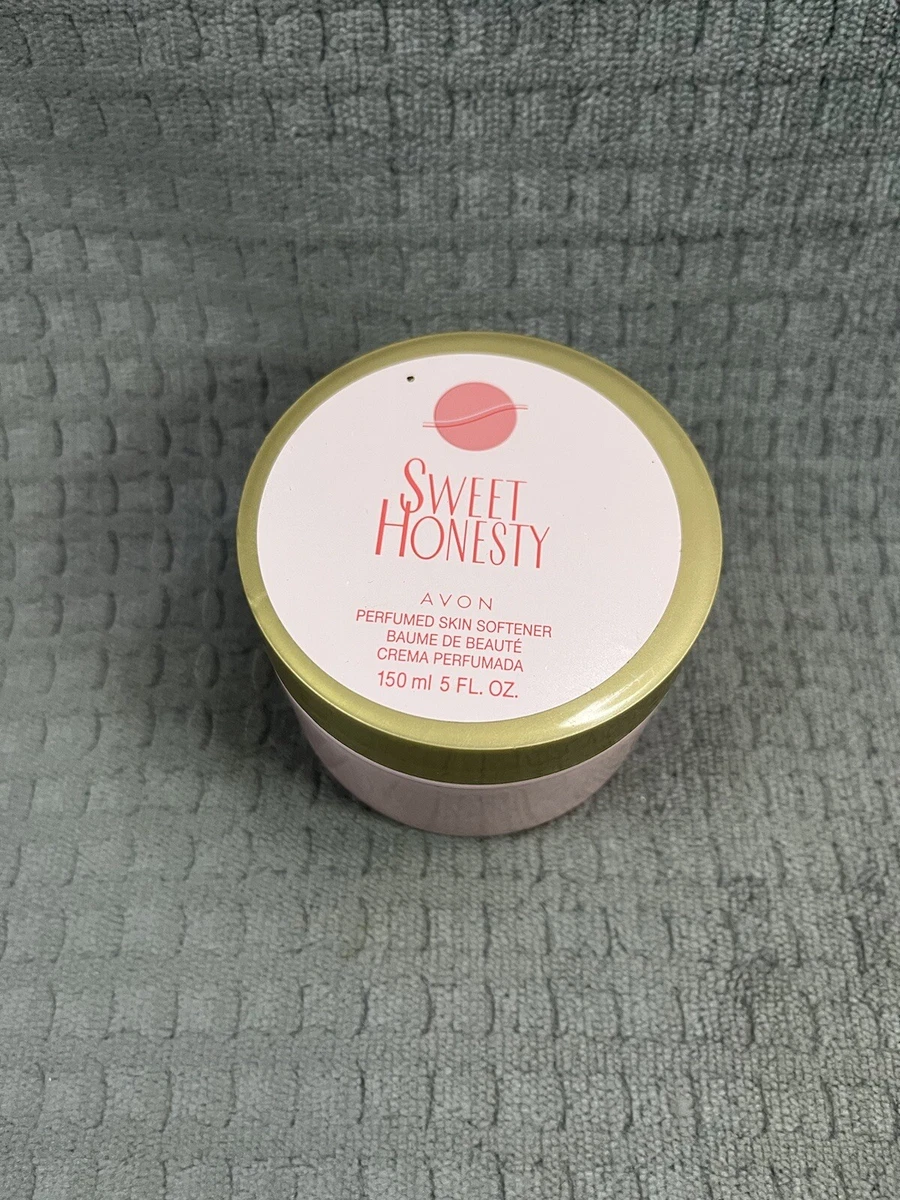 SWEET
HONESTY
AVON
PERFUMED SKIN SOFTENER
BAUME DE BEAUTÉ
CREMA PERFUMADA
150 ml 5 FL. OZ.